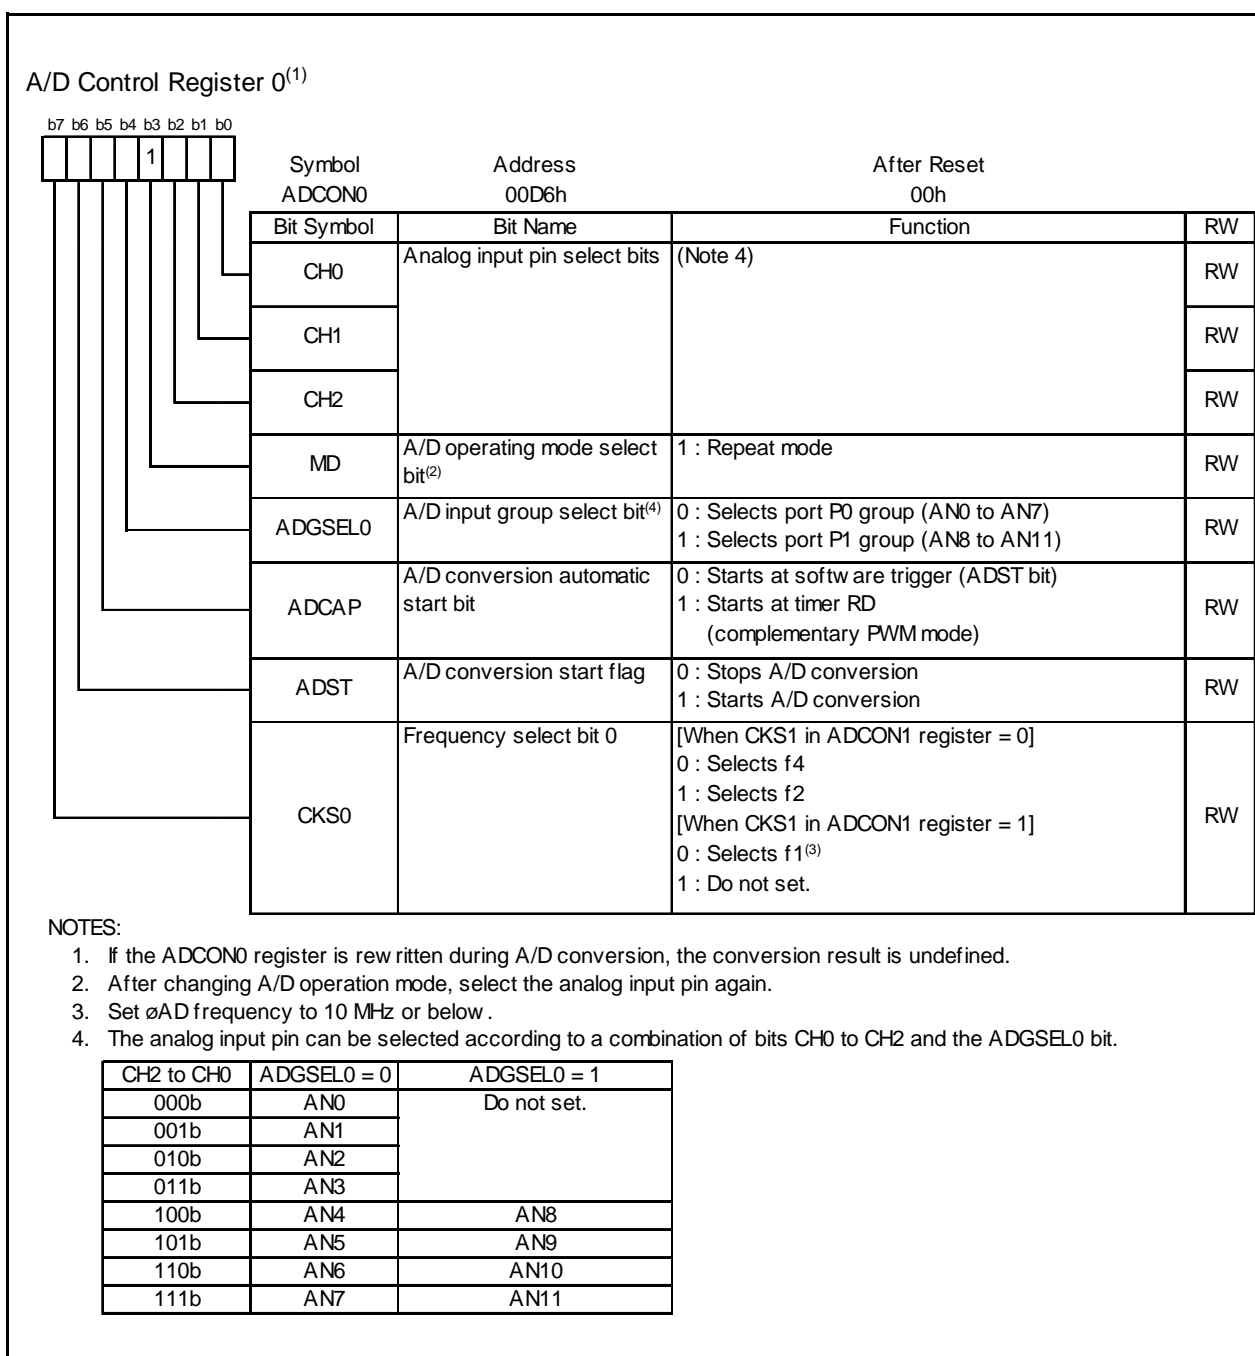 A/D Control Register 0(1)
b7 b6 b5 b4 b3 b2 b1 b0
1
Symbol Address After Reset
ADCON0 00D6h 00h
Bit Symbol Bit Name Function RW
CH0 Analog input pin select bits (Note 4) RW
CH1 RW
CH2 RW
MD A/D operating mode select bit(2) 1 : Repeat mode RW
ADGSEL0 A/D input group select bit(4) 0 : Selects port P0 group (AN0 to AN7)
1 : Selects port P1 group (AN8 to AN11) RW
ADCAP A/D conversion automatic start bit 0 : Starts at software trigger (ADST bit)
1 : Starts at timer RD
(complementary PWM mode) RW
ADST A/D conversion start flag 0 : Stops A/D conversion
1 : Starts A/D conversion RW
CKS0 Frequency select bit 0 [When CKS1 in ADCON1 register = 0]
0 : Selects f4
1 : Selects f2
[When CKS1 in ADCON1 register = 1]
0 : Selects f1(3)
1 : Do not set. RW
NOTES:
1. If the ADCON0 register is rewritten during A/D conversion, the conversion result is undefined.
2. After changing A/D operation mode, select the analog input pin again.
3. Set øAD frequency to 10 MHz or below.
4. The analog input pin can be selected according to a combination of bits CH0 to CH2 and the ADGSEL0 bit.
CH2 to CH0 ADGSEL0 = 0 ADGSEL0 = 1
000b AN0 Do not set.
001b AN1
010b AN2
011b AN3
100b AN4 AN8
101b AN5 AN9
110b AN6 AN10
111b AN7 AN11